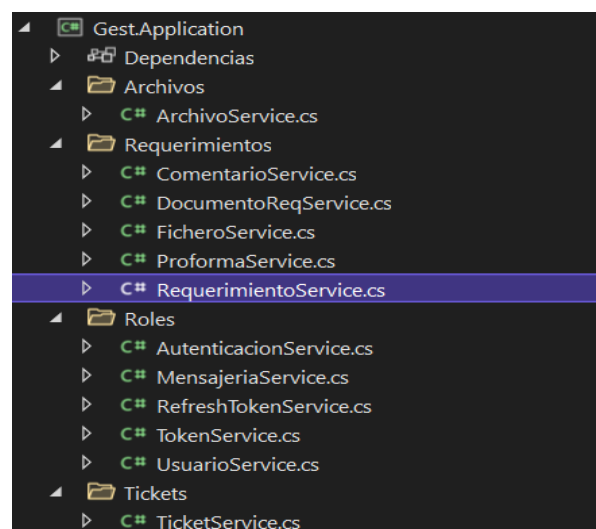 C# Gest.Application
Dependencias
Archivos
C# ArchivoService.cs
Requerimientos
C# ComentarioService.cs
C# DocumentoReqService.cs
C# FicheroService.cs
C# ProformaService.cs
C# RequerimientoService.cs
Roles
C# AutenticacionService.cs
C# MensajeriaService.cs
C# RefreshTokenService.cs
C# TokenService.cs
C# UsuarioService.cs
Tickets
C# TicketService.cs